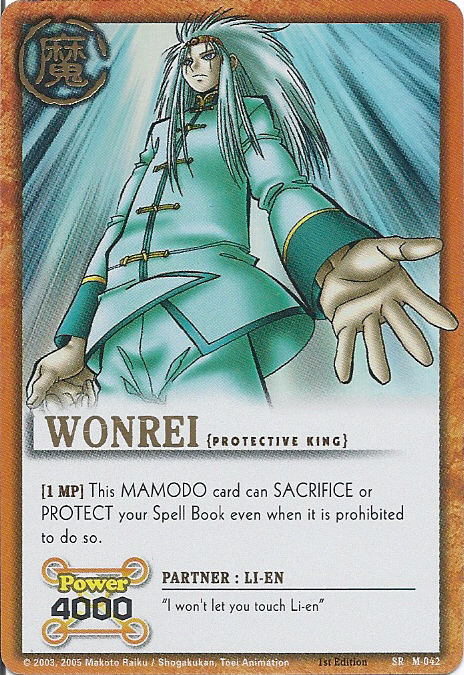 魔
WONREI {PROTECTIVE KING}
[1 MP] This MAMODO card can SACRIFICE or
PROTECT your Spell Book even when it is prohibited
to do so.
Power
4000
PARTNER : LI-EN
"I won't let you touch Li-en"
© 2003, 2005 Makoto Raiku / Shogakukan, Toei Animation
1st Edition
SR : M-042